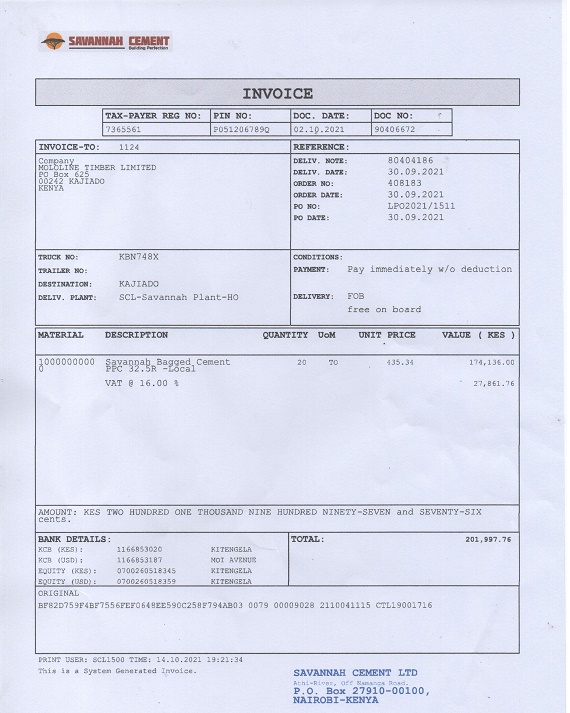 SAVANNAH CEMENT
Building Perfection
INVOICE
TAX-PAYER REG NO: PIN NO: DOC. DATE: DOC NO:
7365561 P051206789Q 02.10.2021 90406672
INVOICE-TO: 1124
Company
MOLOLINE TIMBER LIMITED
PO Box 625
00242 KAJIADO
KENYA
REFERENCE:
DELIV. NOTE: 80404186
DELIV. DATE: 30.09.2021
ORDER NO: 408183
ORDER DATE: 30.09.2021
PO NO: LPO2021/1511
PO DATE: 30.09.2021
TRUCK NO: KBN748X
TRAILER NO:
DESTINATION: KAJIADO
DELIV. PLANT: SCL-Savannah Plant-HO
CONDITIONS:
PAYMENT: Pay immediately w/o deduction
DELIVERY: FOB
free on board
MATERIAL DESCRIPTION QUANTITY UoM UNIT PRICE VALUE ( KES )
1000000000 Savannah Bagged Cement 20 TO 435.34 174,136.00
0 PPC 32.5R -Local
VAT @ 16.00 % 27,861.76
AMOUNT: KES TWO HUNDRED ONE THOUSAND NINE HUNDRED NINETY-SEVEN and SEVENTY-SIX
cents.
BANK DETAILS:
KCB (KES): 1166853020 KITENGELA
KCB (USD): 1166853187 MOI AVENUE
EQUITY (KES): 0700260518345 KITENGELA
EQUITY (USD): 0700260518359 KITENGELA
TOTAL: 201,997.76
ORIGINAL
BF82D759F4BF7556FEF0648EE590C258F794AB03 0079 00009028 2110041115 CTL19001716
PRINT USER: SCL1500 TIME: 14.10.2021 19:21:34
This is a System Generated Invoice.
SAVANNAH CEMENT LTD
Athi-River, Off Namanga Road.
P.O. Box 27910-00100,
NAIROBI-KENYA